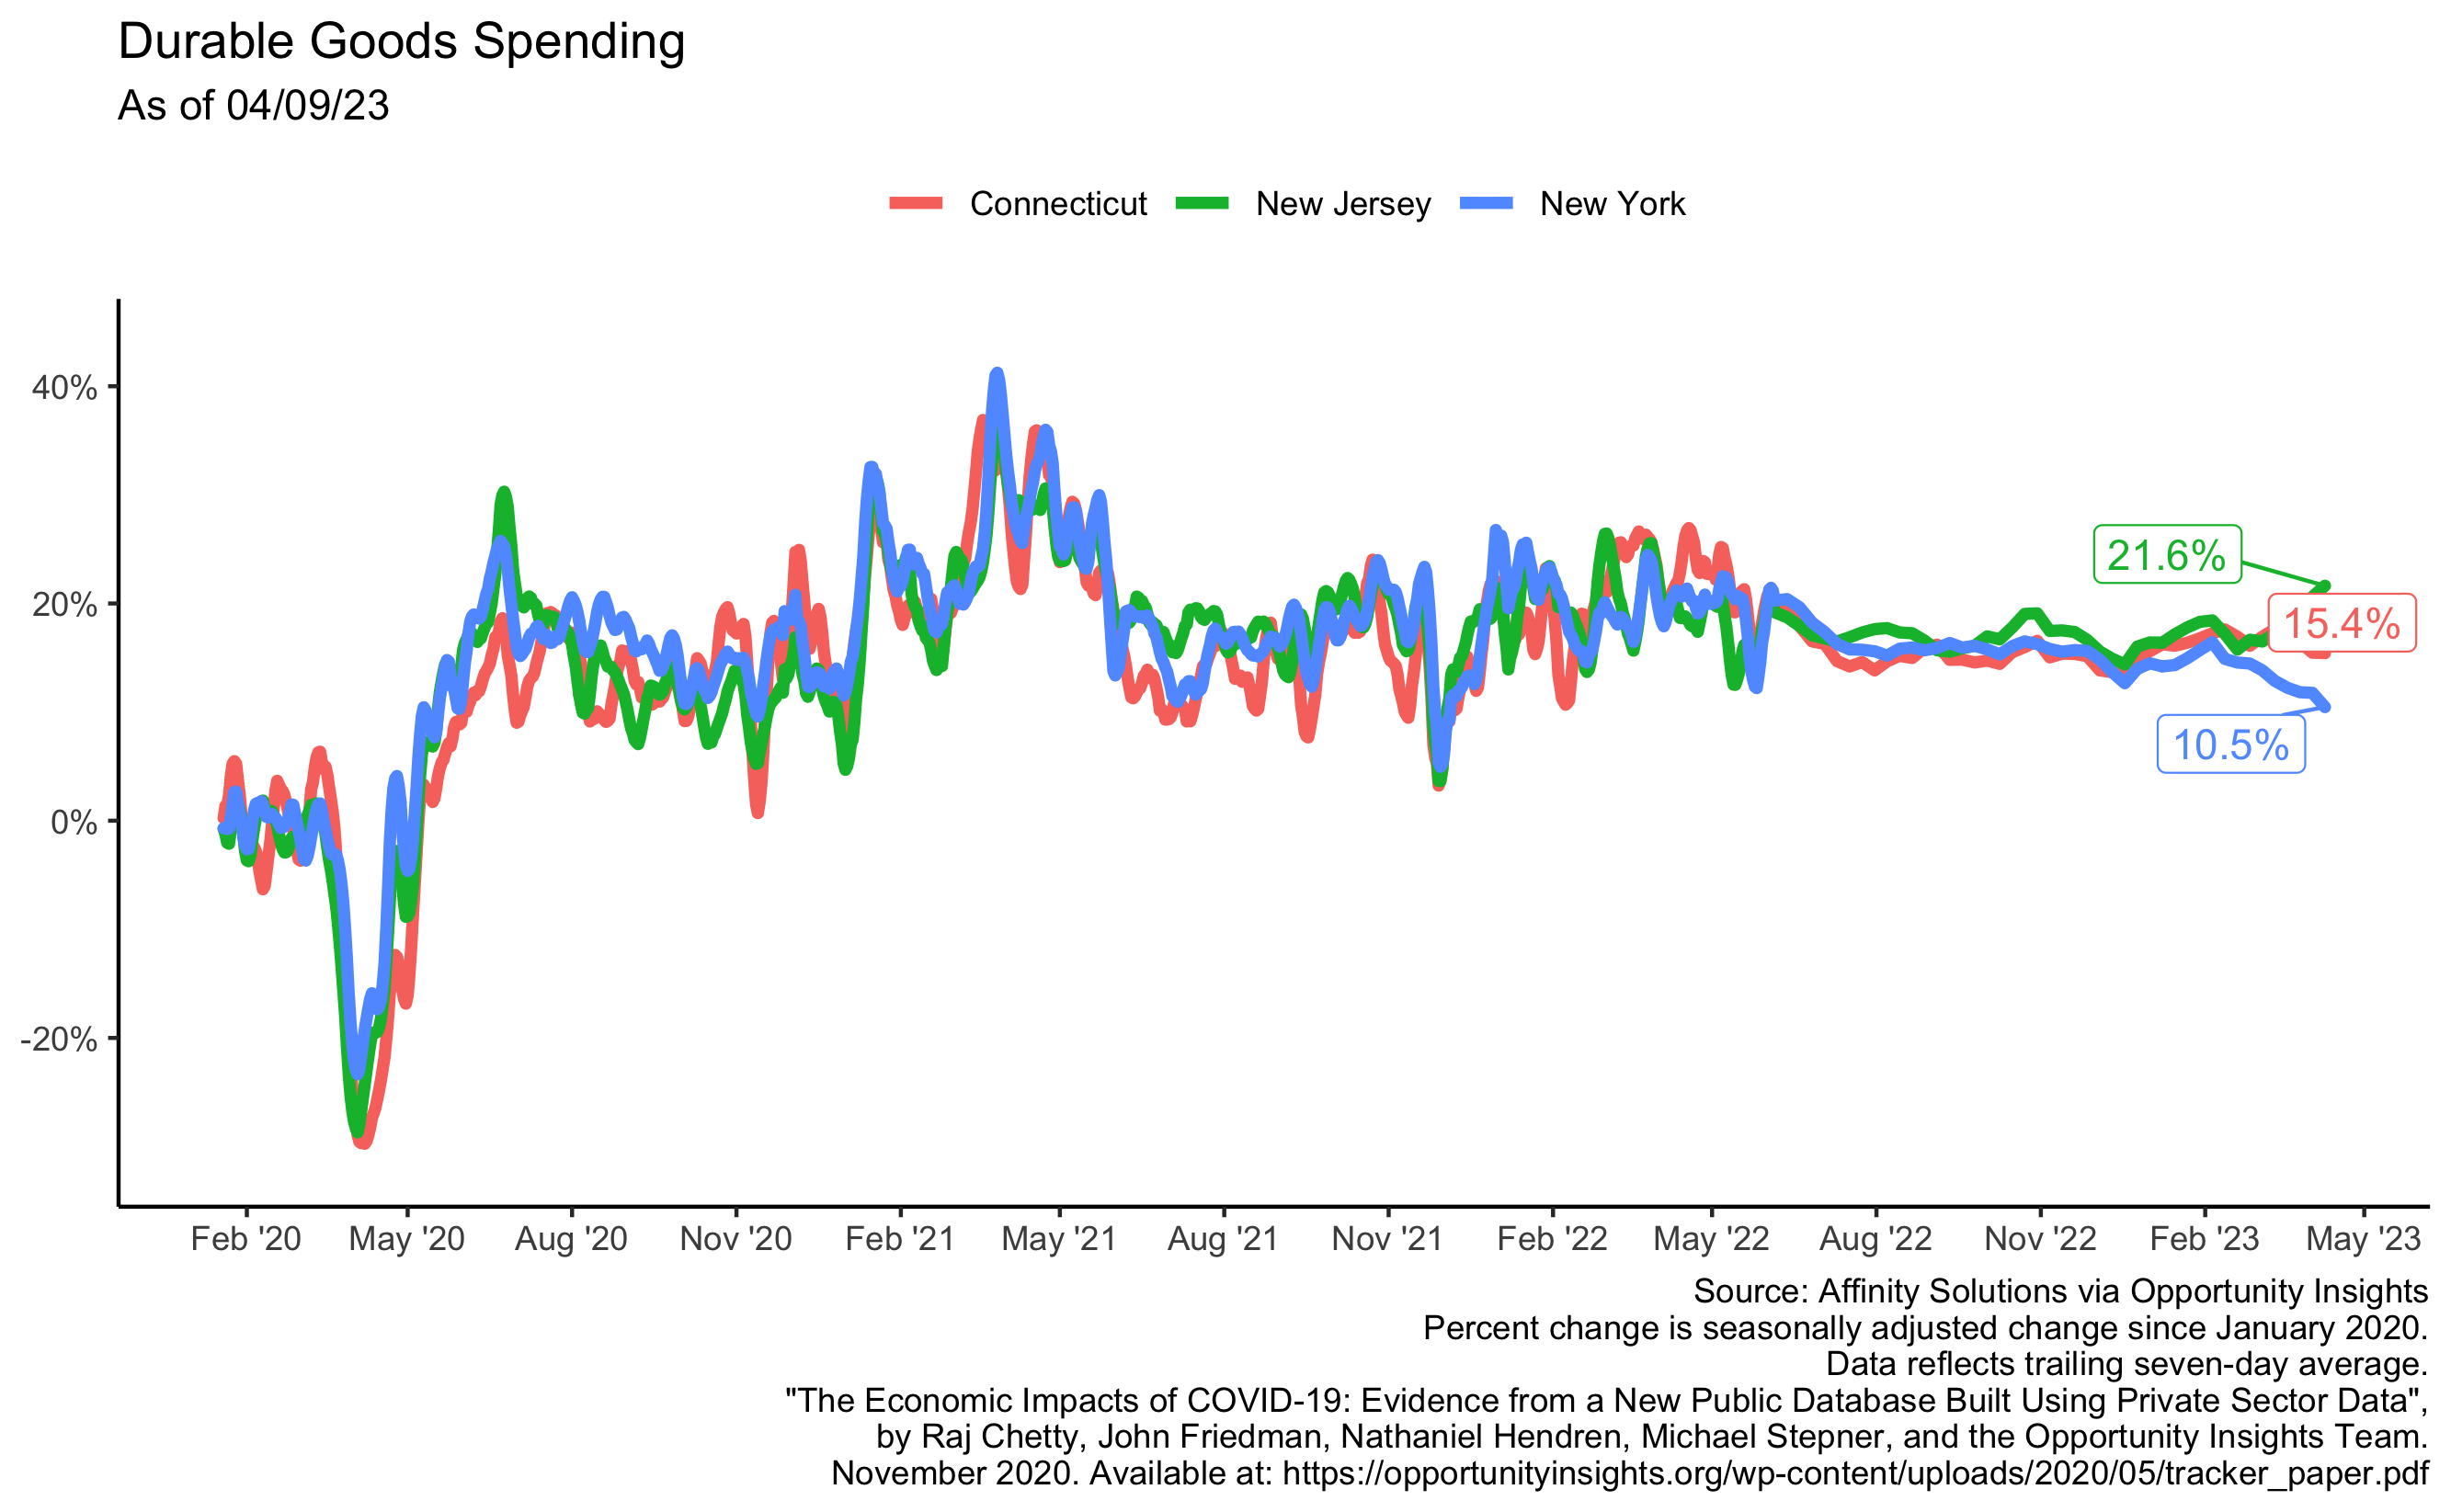 Durable Goods Spending
As of 04/09/23
Connecticut New Jersey New York
40%
20%
0%
-20%
21.6%
15.4%
10.5%
Feb '20 May '20 Aug '20 Nov '20 Feb '21 May '21 Aug '21 Nov '21 Feb '22 May '22 Aug '22 Nov '22 Feb '23 May '23
Source: Affinity Solutions via Opportunity Insights
Percent change is seasonally adjusted change since January 2020.
Data reflects trailing seven-day average.
"The Economic Impacts of COVID-19: Evidence from a New Public Database Built Using Private Sector Data",
by Raj Chetty, John Friedman, Nathaniel Hendren, Michael Stepner, and the Opportunity Insights Team.
November 2020. Available at: https://opportunityinsights.org/wp-content/uploads/2020/05/tracker_paper.pdf